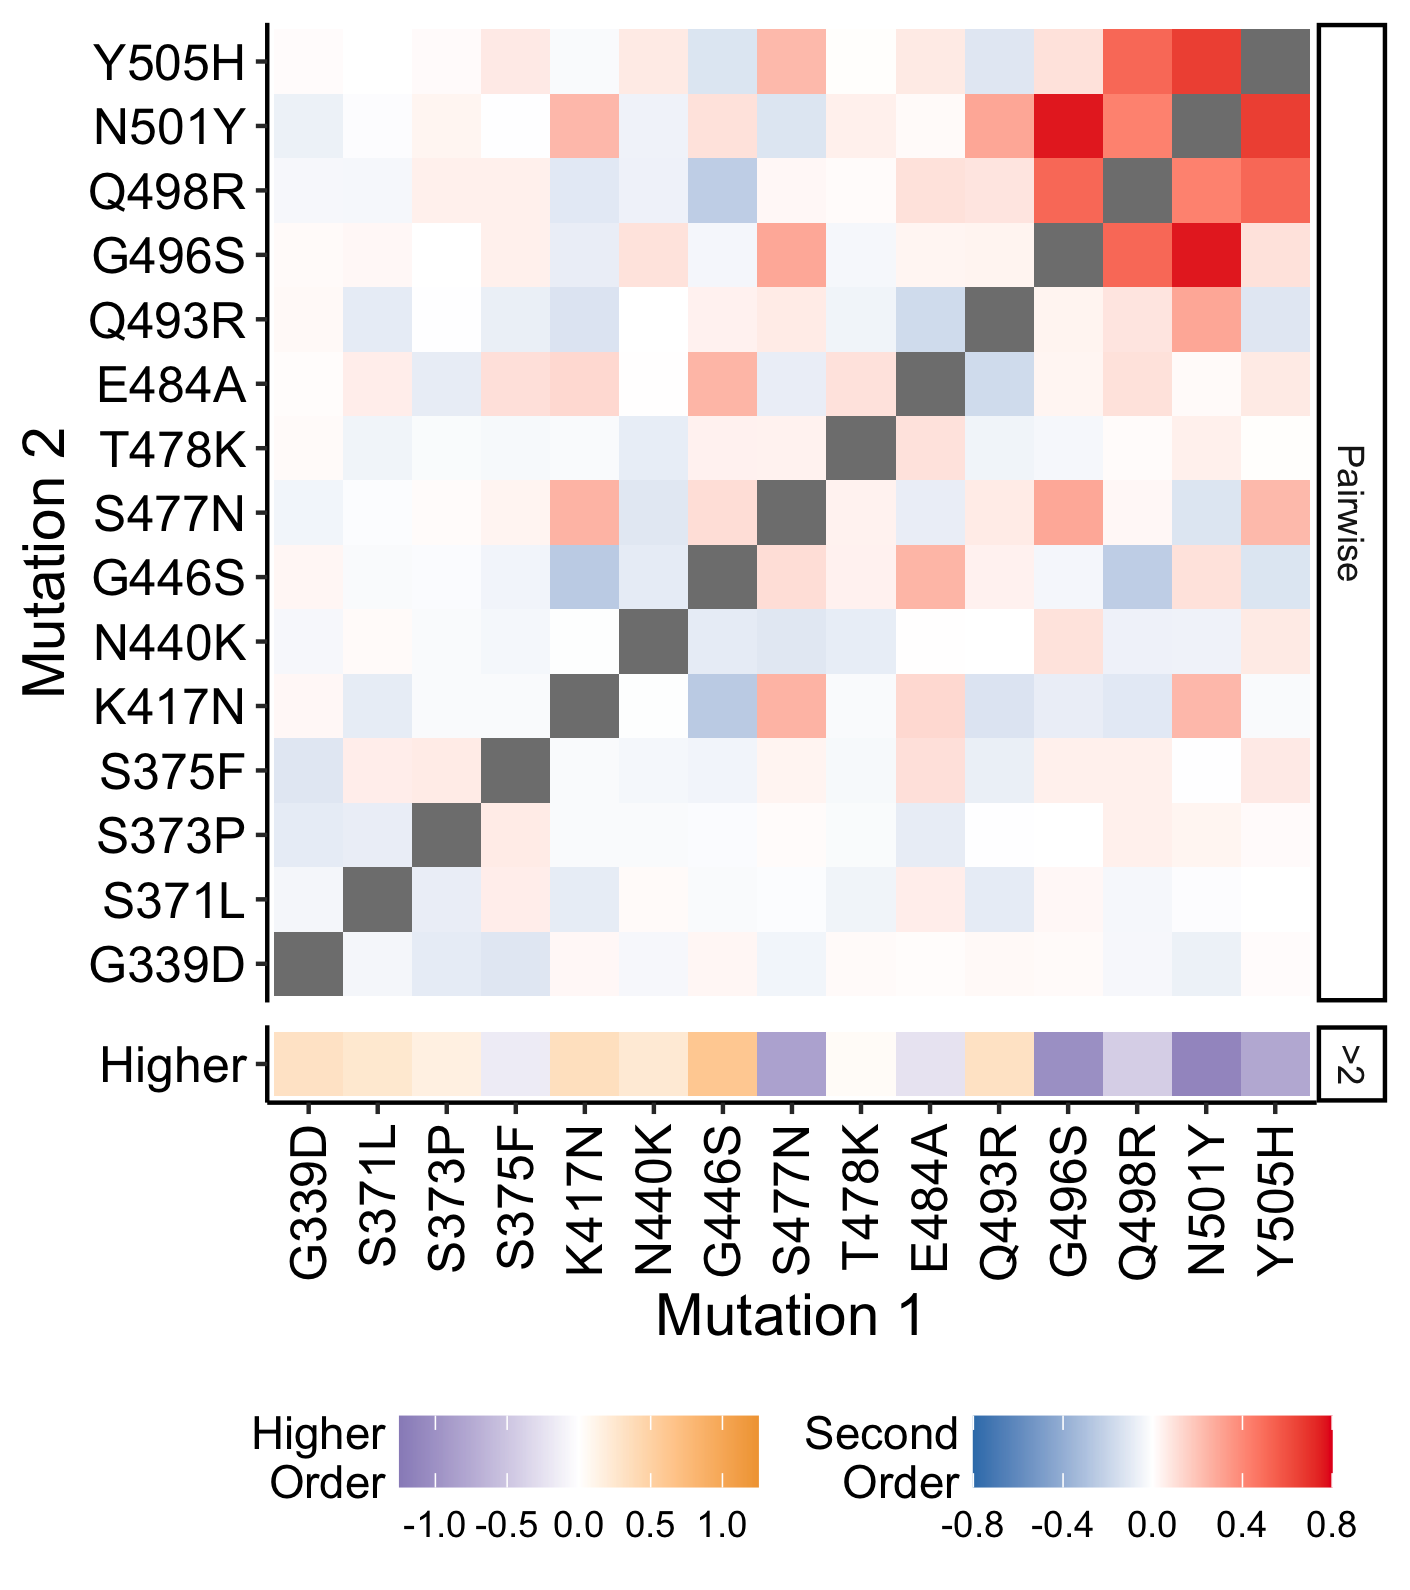 Y505H
N501Y
Q498R
G496S
Q493R
E484A
T478K
S477N
G446S
N440K
K417N
S375F
S373P
S371L
G339D
Mutation 2
Pairwise
Higher
>2
G339D S371L S373P S375F K417N N440K G446S S477N T478K E484A Q493R G496S Q498R N501Y Y505H
Mutation 1
Higher
Order
-1.0 -0.5 0.0 0.5 1.0
Second
Order
-0.8 -0.4 0.0 0.4 0.8